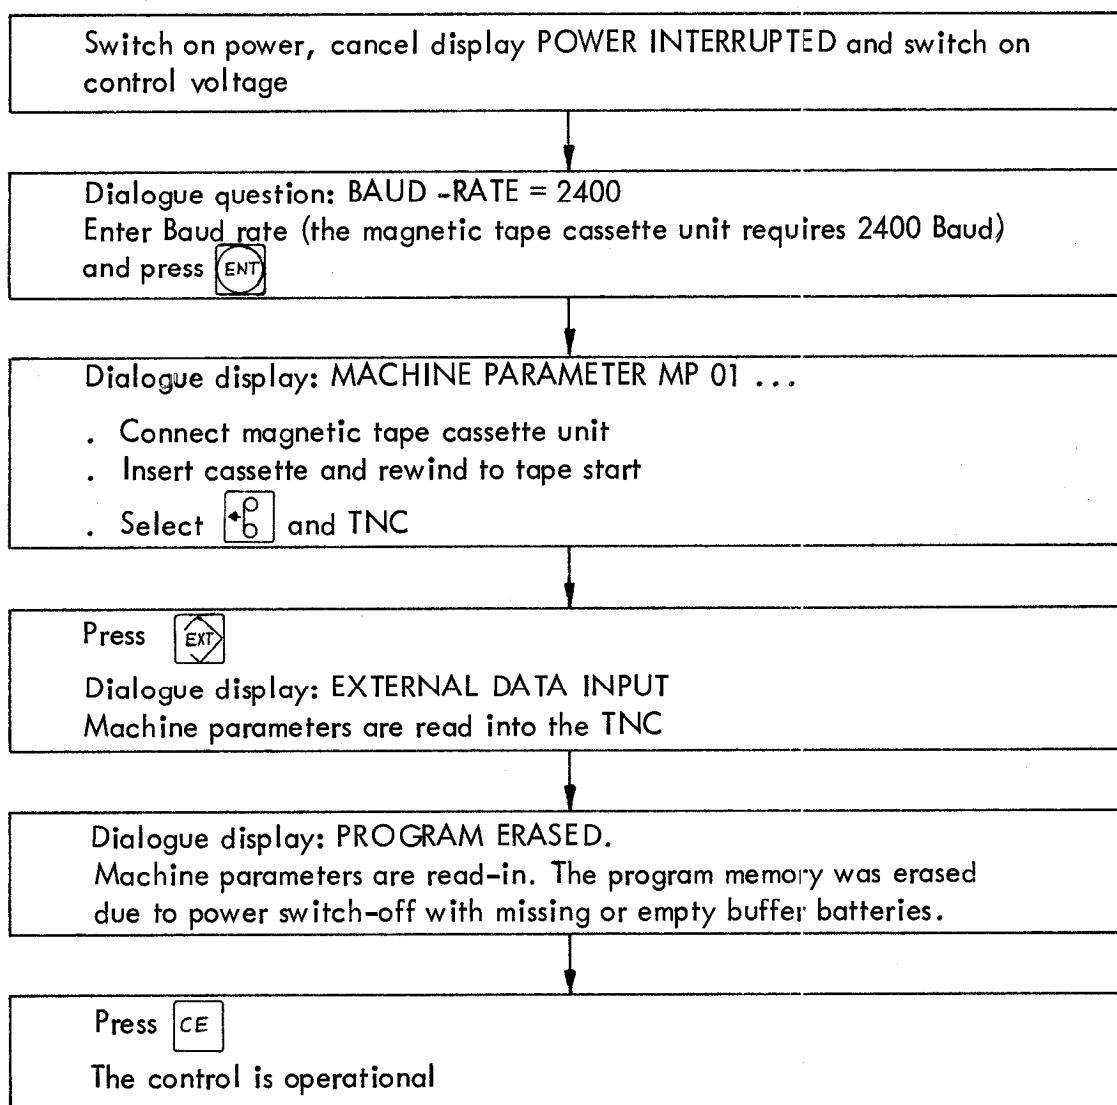 Switch on power, cancel display POWER INTERRUPTED and switch on
control voltage
Dialogue question: BAUD -RATE = 2400
Enter Baud rate (the magnetic tape cassette unit requires 2400 Baud)
and press ENT
Dialogue display: MACHINE PARAMETER MP 01 ...
. Connect magnetic tape cassette unit
. Insert cassette and rewind to tape start
. Select and TNC
Press EXT
Dialogue display: EXTERNAL DATA INPUT
Machine parameters are read into the TNC
Dialogue display: PROGRAM ERASED.
Machine parameters are read-in. The program memory was erased
due to power switch-off with missing or empty buffer batteries.
Press CE
The control is operational